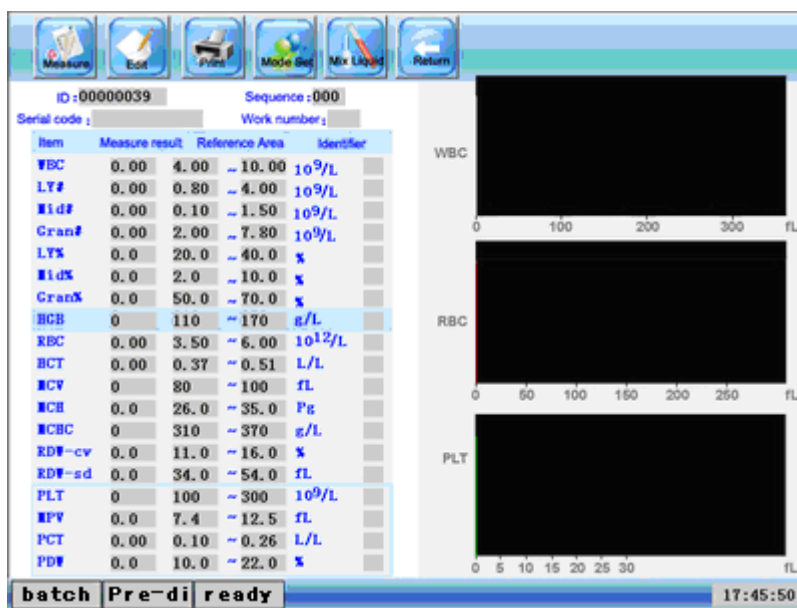 Measure Edit Print Mode Set Mix Liquid Return
ID:00000039 Sequence:000
Serial code: Work number:
Item Measure result Reference Area Identifier
WBC 0.00 4.00 ~ 10.00 10⁹/L
LY# 0.00 0.80 ~ 4.00 10⁹/L
Mid# 0.00 0.10 ~ 1.50 10⁹/L
Gran# 0.00 2.00 ~ 7.80 10⁹/L
LY% 0.0 20.0 ~ 40.0 %
Mid% 0.0 2.0 ~ 10.0 %
Gran% 0.0 50.0 ~ 70.0 %
HGB 0 110 ~ 170 g/L
RBC 0.00 3.50 ~ 6.00 10¹²/L
HCT 0.00 0.37 ~ 0.51 L/L
MCV 0 80 ~ 100 fL
MCH 0.0 26.0 ~ 35.0 Pg
MCHC 0 310 ~ 370 g/L
RDW-cv 0.0 11.0 ~ 16.0 %
RDW-sd 0.0 34.0 ~ 54.0 fL
PLT 0 100 ~ 300 10⁹/L
MPV 0.0 7.4 ~ 12.5 fL
PCT 0.00 0.10 ~ 0.26 L/L
PDW 0.0 10.0 ~ 22.0 %
WBC
0 100 200 300 fL
RBC
0 50 100 150 200 250 fL
PLT
0 5 10 15 20 25 30 fL
batch Pre-di ready 17:45:50